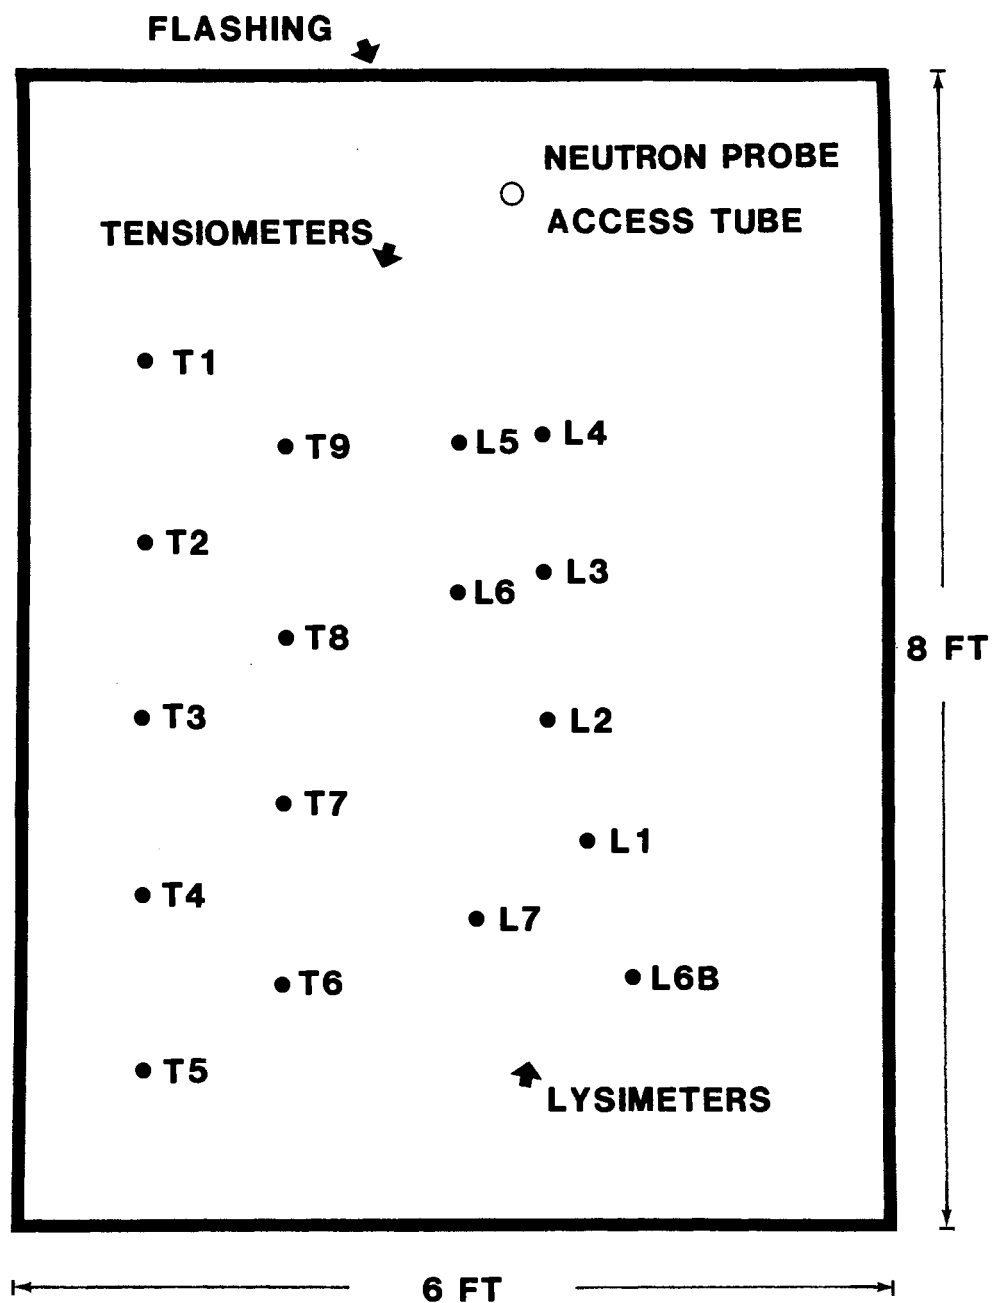 FLASHING
NEUTRON PROBE
ACCESS TUBE
TENSIOMETERS
T1
T9
L5
L4
T2
L3
L6
T8
8 FT
T3
L2
T7
L1
T4
L7
L6B
T6
T5
LYSIMETERS
6 FT